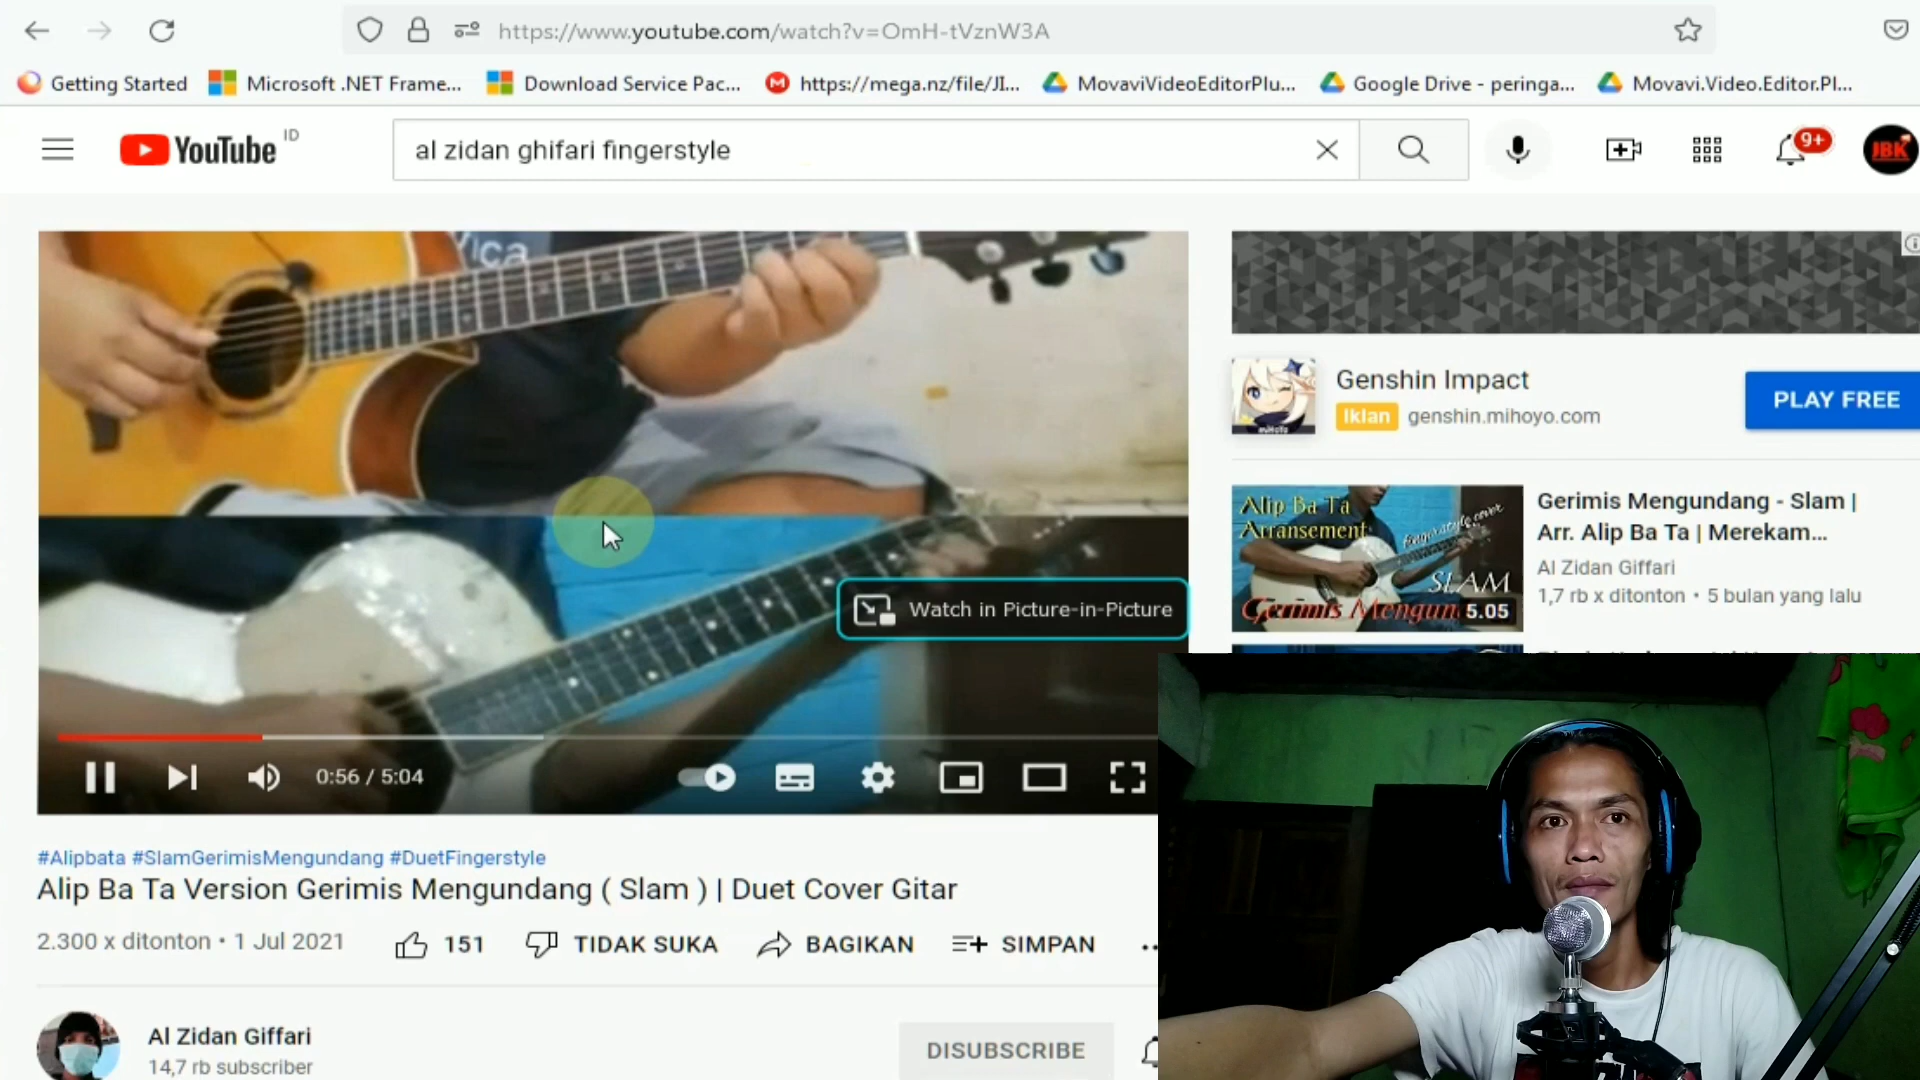 https://www.youtube.com/watch?v=OmH-tVznW3A
Getting Started
Microsoft .NET Frame...
Download Service Pac...
https://mega.nz/file/JI...
MovaviVideoEditorPlu...
Google Drive - peringa...
Movavi.Video.Editor.Pl...
YouTube ID
al zidan ghifari fingerstyle
9+
JBK
ica
Watch in Picture-in-Picture
0:56 / 5:04
Genshin Impact
Iklan genshin.mihoyo.com
PLAY FREE
Alip Ba Ta
Arransement
fingerstyle cover
SLAM
Gerimis Mengun
5.05
Gerimis Mengundang - Slam |
Arr. Alip Ba Ta | Merekam...
Al Zidan Giffari
1,7 rb x ditonton • 5 bulan yang lalu
#Alipbata #SlamGerimisMengundang #DuetFingerstyle
Alip Ba Ta Version Gerimis Mengundang ( Slam ) | Duet Cover Gitar
2.300 x ditonton • 1 Jul 2021
151
TIDAK SUKA
BAGIKAN
SIMPAN
Al Zidan Giffari
14,7 rb subscriber
DISUBSCRIBE